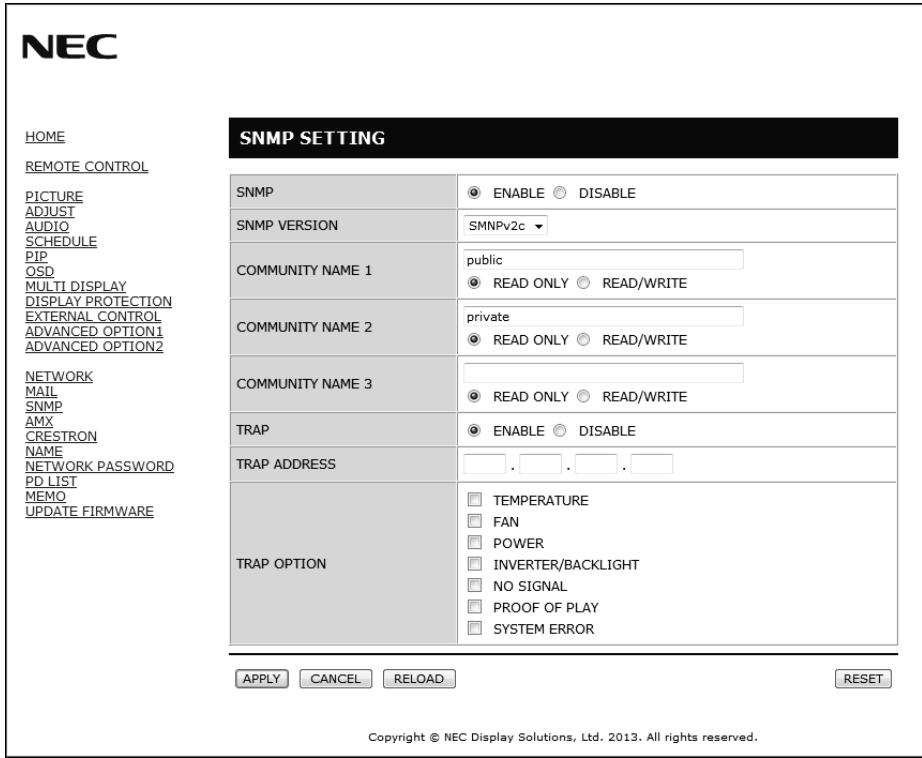 NEC
HOME
REMOTE CONTROL
PICTURE
ADJUST
AUDIO
SCHEDULE
PIP
OSD
MULTI DISPLAY
DISPLAY PROTECTION
EXTERNAL CONTROL
ADVANCED OPTION1
ADVANCED OPTION2
NETWORK
MAIL
SNMP
AMX
CRESTRON
NAME
NETWORK PASSWORD
PD LIST
MEMO
UPDATE FIRMWARE
SNMP SETTING
SNMP ENABLE DISABLE
SNMP VERSION SMNPv2c
COMMUNITY NAME 1 public
READ ONLY READ/WRITE
COMMUNITY NAME 2 private
READ ONLY READ/WRITE
COMMUNITY NAME 3
READ ONLY READ/WRITE
TRAP ENABLE DISABLE
TRAP ADDRESS . . .
TRAP OPTION
TEMPERATURE
FAN
POWER
INVERTER/BACKLIGHT
NO SIGNAL
PROOF OF PLAY
SYSTEM ERROR
APPLY CANCEL RELOAD RESET
Copyright © NEC Display Solutions, Ltd. 2013. All rights reserved.